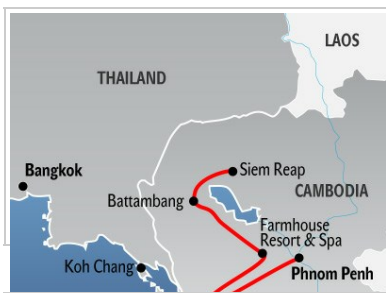 LAOS
THAILAND
Bangkok
Siem Reap
CAMBODIA
Battambang
Farmhouse
Resort & Spa
Koh Chang
Phnom Penh